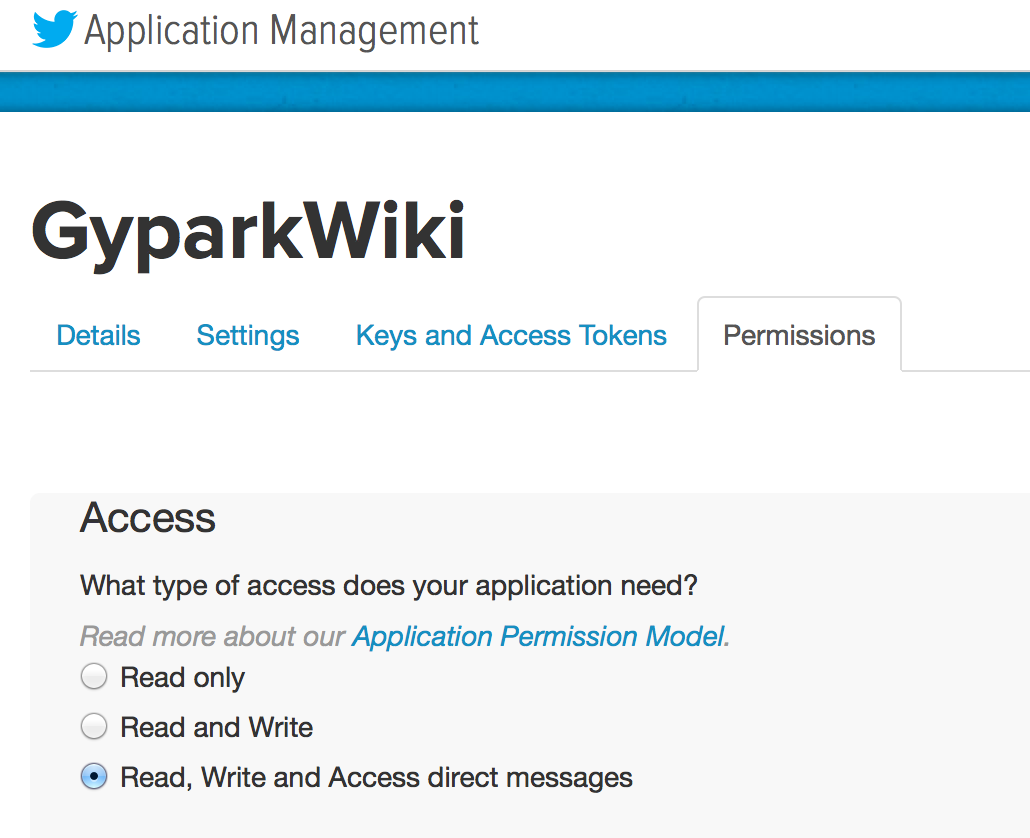 Application Management
GyparkWiki
Details Settings Keys and Access Tokens Permissions
Access
What type of access does your application need?
Read more about our Application Permission Model.
Read only
Read and Write
Read, Write and Access direct messages